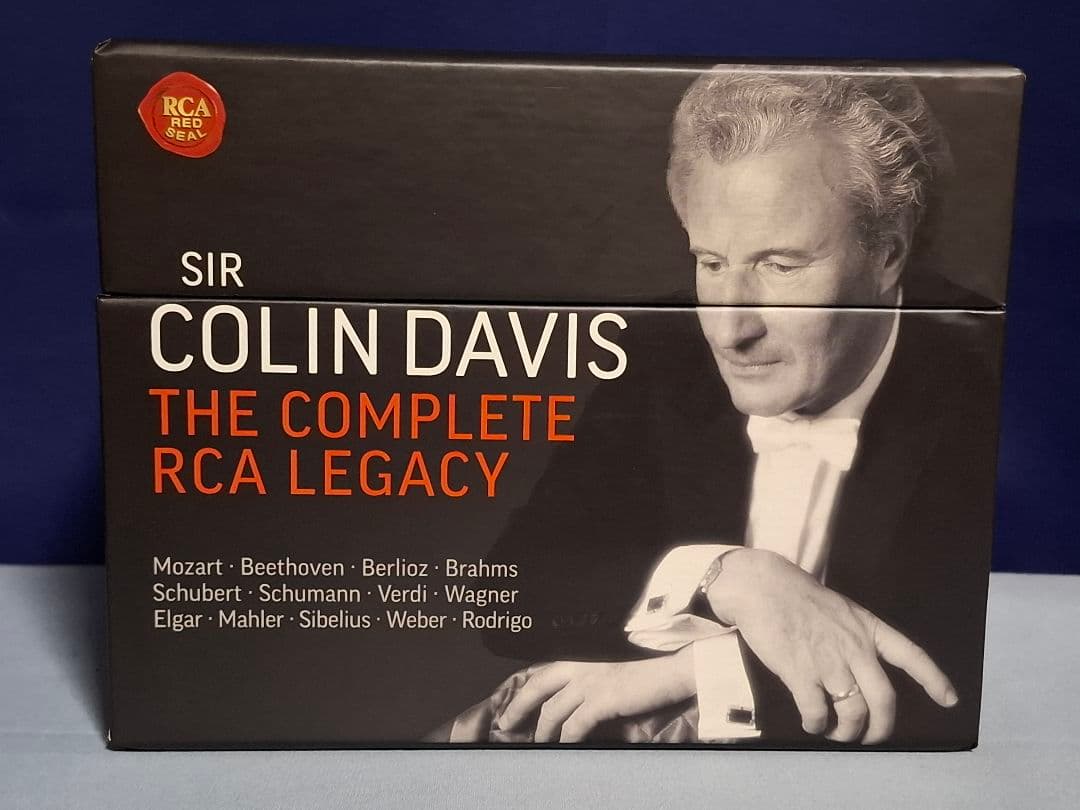 RCA
RED
SEAL
SIR
COLIN DAVIS
THE COMPLETE
RCA LEGACY
Mozart · Beethoven · Berlioz · Brahms
Schubert · Schumann · Verdi · Wagner
Elgar · Mahler · Sibelius · Weber · Rodrigo